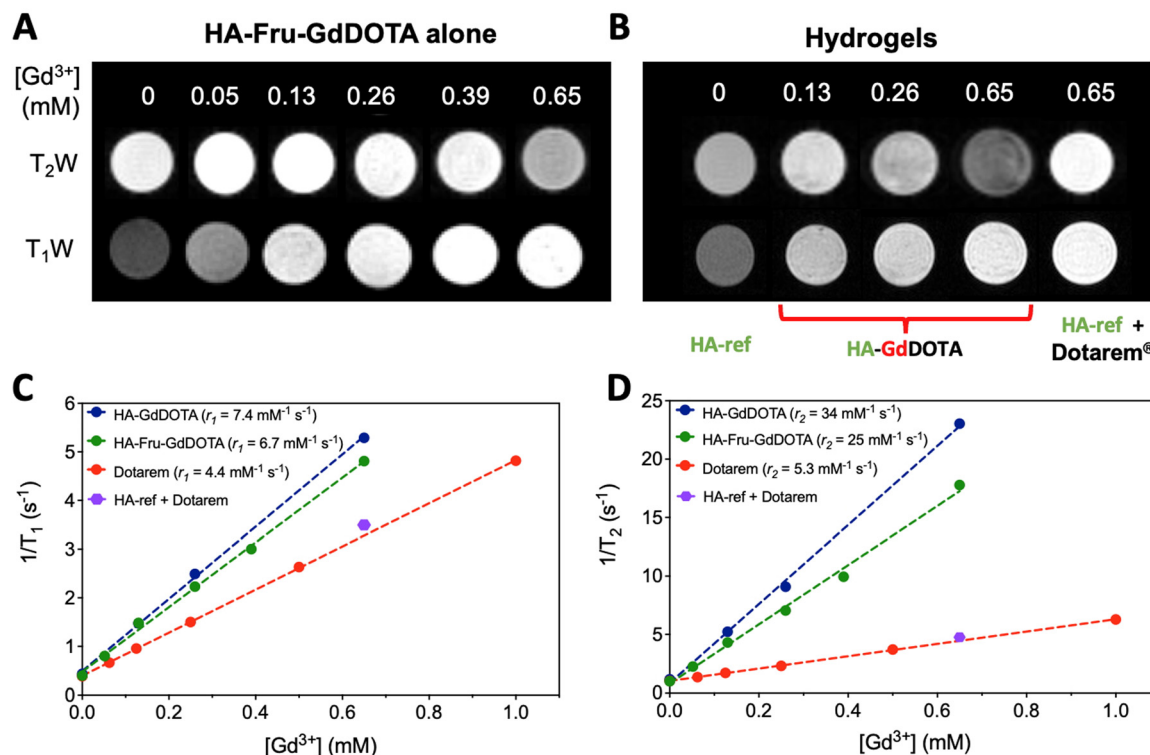 A
HA-Fru-GdDOTA alone
[Gd³⁺]
(mM)
0 0.05 0.13 0.26 0.39 0.65
T₂W
T₁W
B
Hydrogels
0 0.13 0.26 0.65 0.65
HA-ref
HA-GdDOTA
HA-ref +
Dotarem®
C
HA-GdDOTA (r₁ = 7.4 mM⁻¹ s⁻¹)
HA-Fru-GdDOTA (r₁ = 6.7 mM⁻¹ s⁻¹)
Dotarem (r₁ = 4.4 mM⁻¹ s⁻¹)
HA-ref + Dotarem
1/T₁ (s⁻¹)
6
5
4
3
2
1
0
0.0 0.2 0.4 0.6 0.8 1.0
[Gd³⁺] (mM)
D
HA-GdDOTA (r₂ = 34 mM⁻¹ s⁻¹)
HA-Fru-GdDOTA (r₂ = 25 mM⁻¹ s⁻¹)
Dotarem (r₂ = 5.3 mM⁻¹ s⁻¹)
HA-ref + Dotarem
1/T₂ (s⁻¹)
25
20
15
10
5
0
0.0 0.2 0.4 0.6 0.8 1.0
[Gd³⁺] (mM)